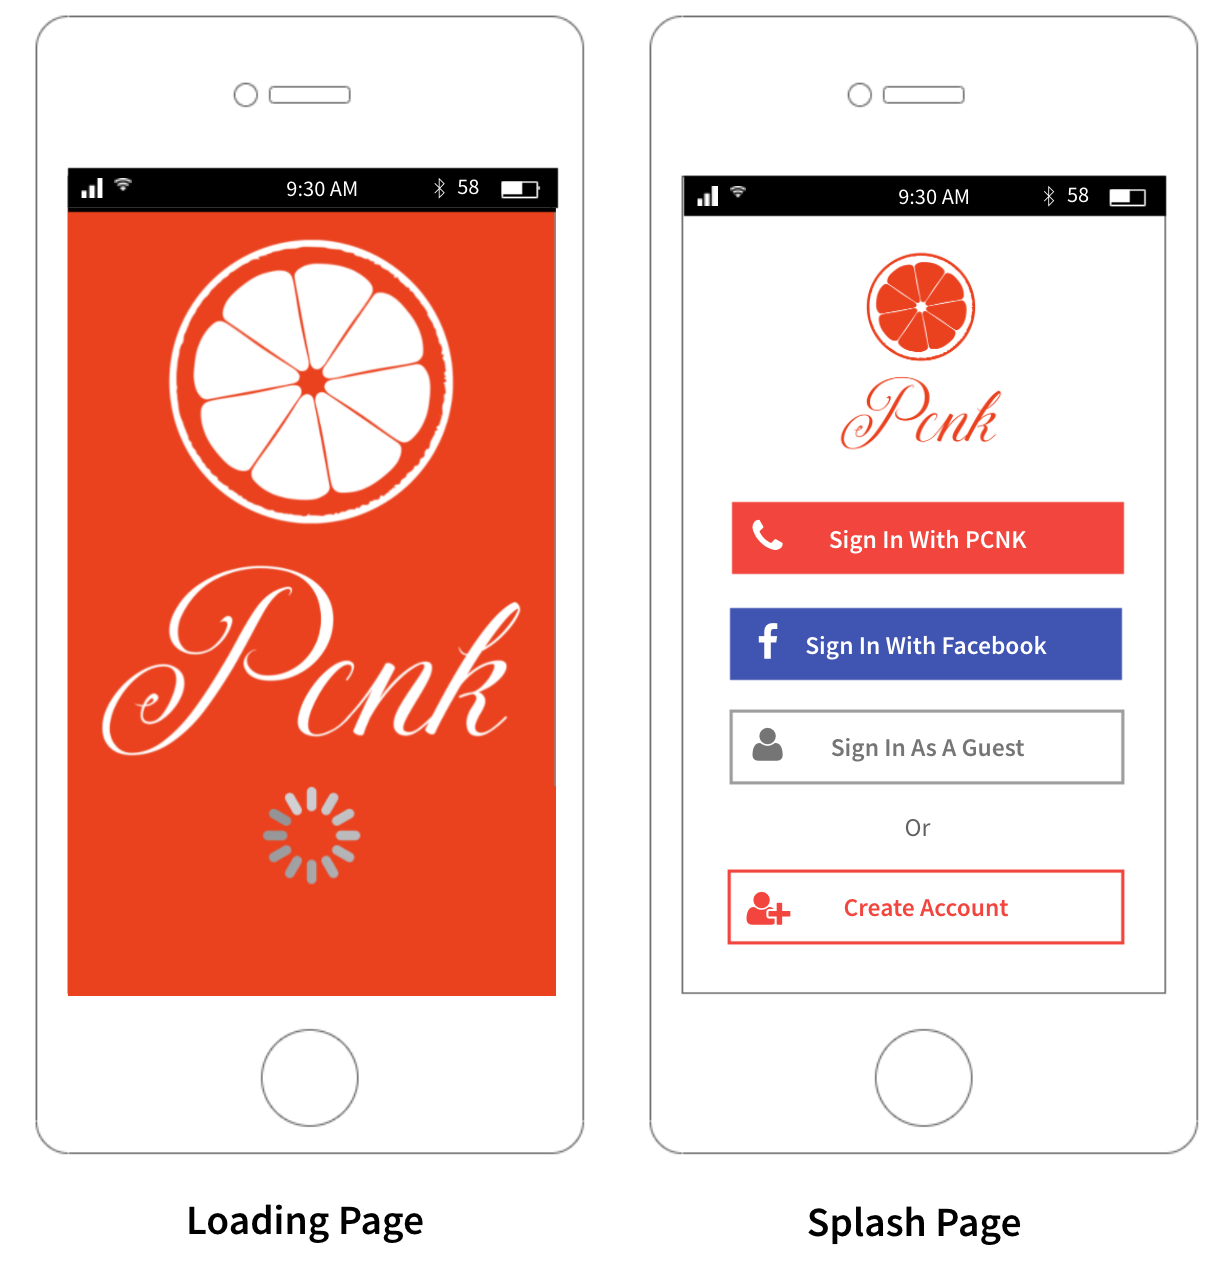 9:30 AM 58
Pcnk
Loading Page
9:30 AM 58
Pcnk
Sign In With PCNK
f Sign In With Facebook
Sign In As A Guest
Or
Create Account
Splash Page